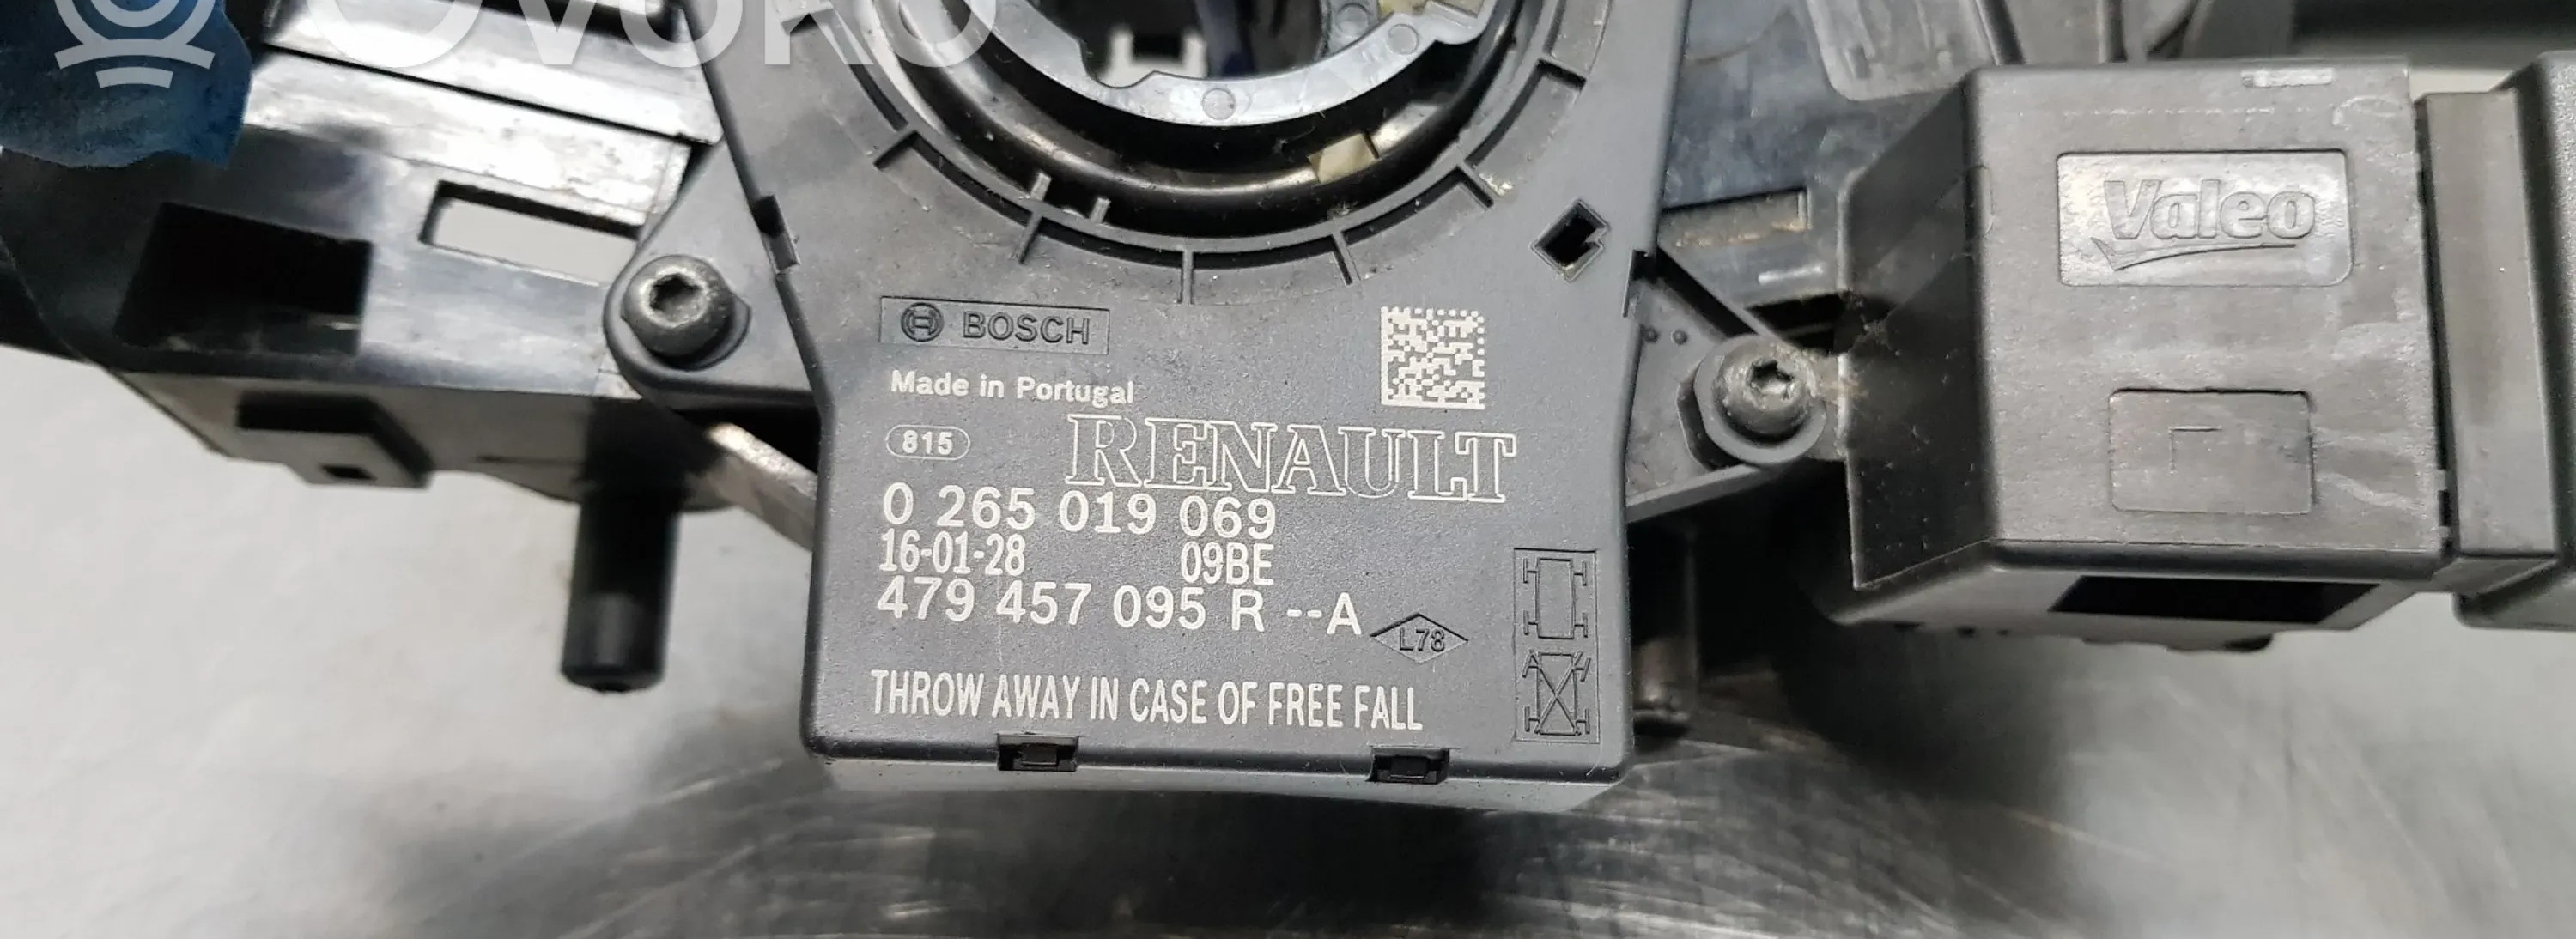 OVOKO
Valeo
BOSCH
Made in Portugal
815
RENAULT
0 265 019 069
16-01-28 09BE
479 457 095 R --A
L78
THROW AWAY IN CASE OF FREE FALL